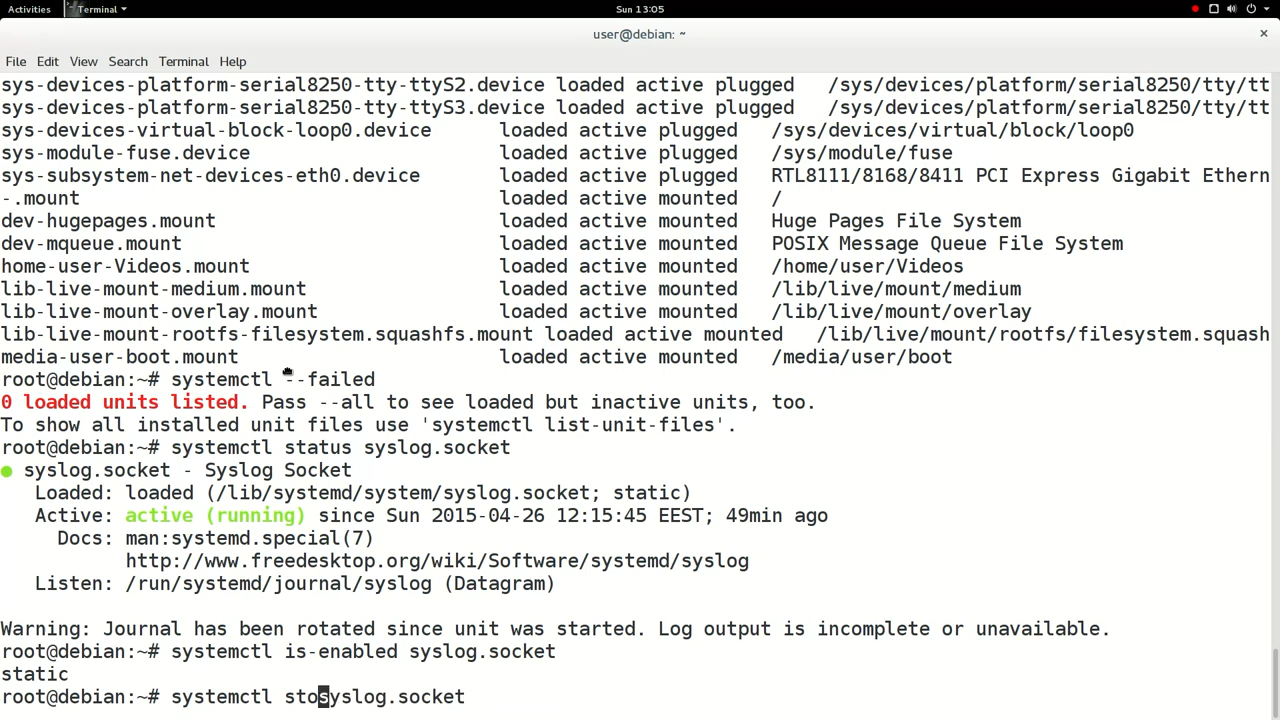 Activities Terminal Sun 13:05
user@debian: ~
File Edit View Search Terminal Help
sys-devices-platform-serial8250-tty-ttyS2.device loaded active plugged /sys/devices/platform/serial8250/tty/tt
sys-devices-platform-serial8250-tty-ttyS3.device loaded active plugged /sys/devices/platform/serial8250/tty/tt
sys-devices-virtual-block-loop0.device loaded active plugged /sys/devices/virtual/block/loop0
sys-module-fuse.device loaded active plugged /sys/module/fuse
sys-subsystem-net-devices-eth0.device loaded active plugged RTL8111/8168/8411 PCI Express Gigabit Ethern
-.mount loaded active mounted /
dev-hugepages.mount loaded active mounted Huge Pages File System
dev-mqueue.mount loaded active mounted POSIX Message Queue File System
home-user-Videos.mount loaded active mounted /home/user/Videos
lib-live-mount-medium.mount loaded active mounted /lib/live/mount/medium
lib-live-mount-overlay.mount loaded active mounted /lib/live/mount/overlay
lib-live-mount-rootfs-filesystem.squashfs.mount loaded active mounted /lib/live/mount/rootfs/filesystem.squash
media-user-boot.mount loaded active mounted /media/user/boot
root@debian:~# systemctl --failed
0 loaded units listed. Pass --all to see loaded but inactive units, too.
To show all installed unit files use 'systemctl list-unit-files'.
root@debian:~# systemctl status syslog.socket
● syslog.socket - Syslog Socket
Loaded: loaded (/lib/systemd/system/syslog.socket; static)
Active: active (running) since Sun 2015-04-26 12:15:45 EEST; 49min ago
Docs: man:systemd.special(7)
http://www.freedesktop.org/wiki/Software/systemd/syslog
Listen: /run/systemd/journal/syslog (Datagram)
Warning: Journal has been rotated since unit was started. Log output is incomplete or unavailable.
root@debian:~# systemctl is-enabled syslog.socket
static
root@debian:~# systemctl stosyslog.socket